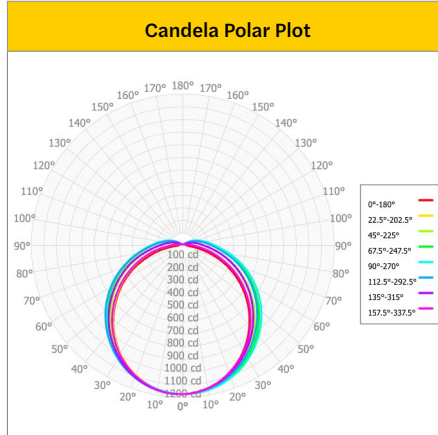 Candela Polar Plot
170° 180° 170°
160° 160°
150° 150°
140° 140°
130° 130°
120° 120°
110° 110°
100° 100°
90° 90°
80° 80°
70° 70°
60° 60°
50° 50°
40° 40°
30° 30°
20° 20°
10° 0° 10°
100 cd
200 cd
300 cd
400 cd
500 cd
600 cd
700 cd
800 cd
900 cd
1000 cd
1100 cd
1200 cd
0°-180°
22.5°-202.5°
45°-225°
67.5°-247.5°
90°-270°
112.5°-292.5°
135°-315°
157.5°-337.5°